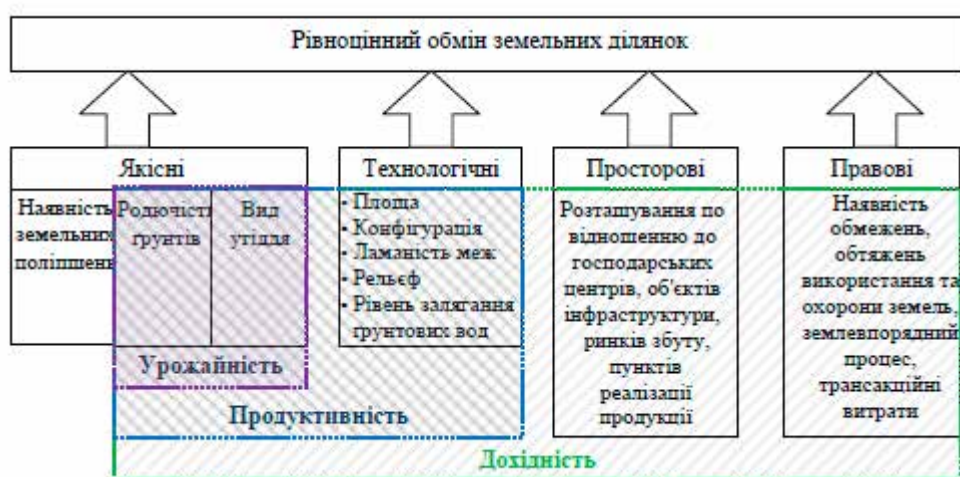 Рівноцінний обмін земельних ділянок
Якісні
Наявність
земельних
поліпшень
Родючість
ґрунтів
Вид
угіддя
Урожайність
Технологічні
- Площа
- Конфігурація
- Ламаність меж
- Рельєф
- Рівень залягання
ґрунтових вод
Продуктивність
Просторові
Розташування по
відношенню до
господарських
центрів, об'єктів
інфраструктури,
ринків збуту,
пунктів
реалізації
продукції
Правові
Наявність
обмежень,
обтяжень
використання та
охорони земель,
землевпорядний
процес,
трансакційні
витрати
Дохідність